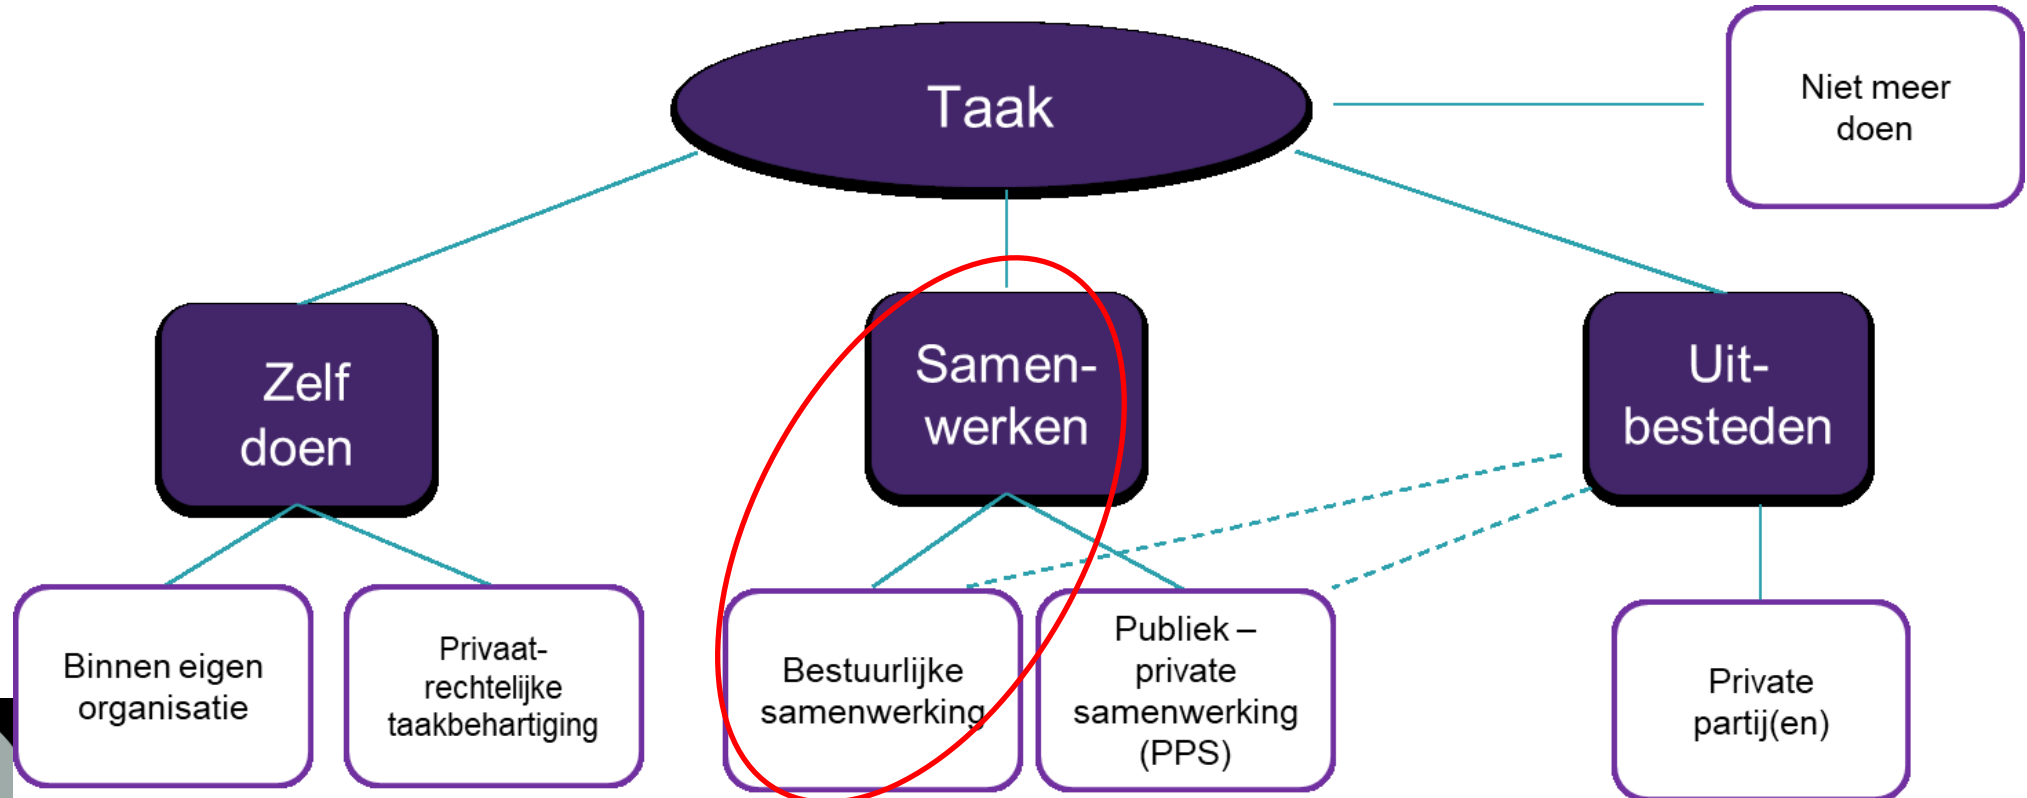 Taak
Niet meer
doen
Zelf
doen
Samen-
werken
Uit-
besteden
Binnen eigen
organisatie
Privaat-
rechtelijke
taakbehartiging
Bestuurlijke
samenwerking
Publiek –
private
samenwerking
(PPS)
Private
partij(en)